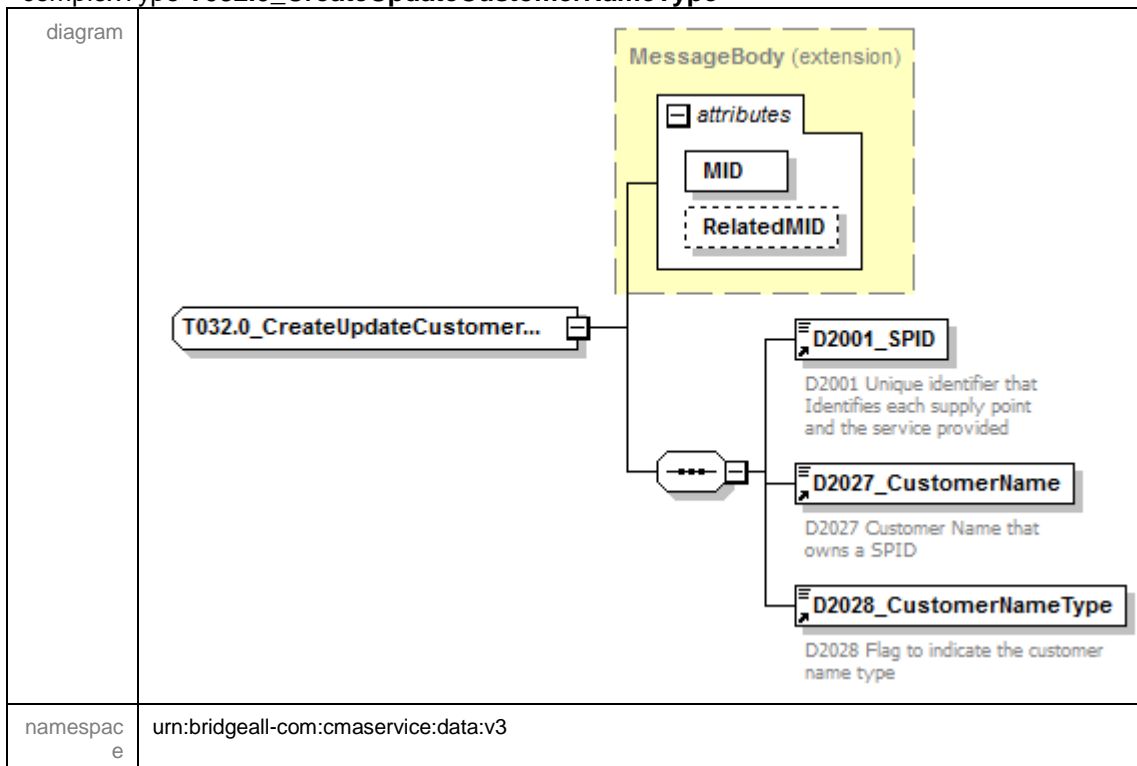 complexType T032.0_CreateUpdateCustomerNameType
diagram
MessageBody (extension)
attributes
MID
RelatedMID
T032.0_CreateUpdateCustomer...
D2001_SPID
D2001 Unique identifier that
Identifies each supply point
and the service provided
D2027_CustomerName
D2027 Customer Name that
owns a SPID
D2028_CustomerNameType
D2028 Flag to indicate the customer
name type
namespac
e
urn:bridgeall-com:cmaservice:data:v3